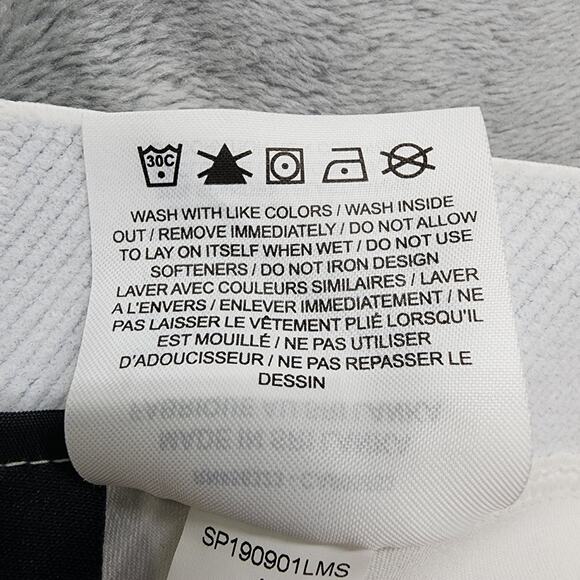 30C
WASH WITH LIKE COLORS / WASH INSIDE
OUT / REMOVE IMMEDIATELY / DO NOT ALLOW
TO LAY ON ITSELF WHEN WET / DO NOT USE
SOFTENERS / DO NOT IRON DESIGN
LAVER AVEC COULEURS SIMILAIRES / LAVER
A L'ENVERS / ENLEVER IMMEDIATEMENT / NE
PAS LAISSER LE VÊTEMENT PLIÉ LORSQU'IL
EST MOUILLÉ / NE PAS UTILISER
D'ADOUCISSEUR / NE PAS REPASSER LE
DESSIN
SP190901LMS